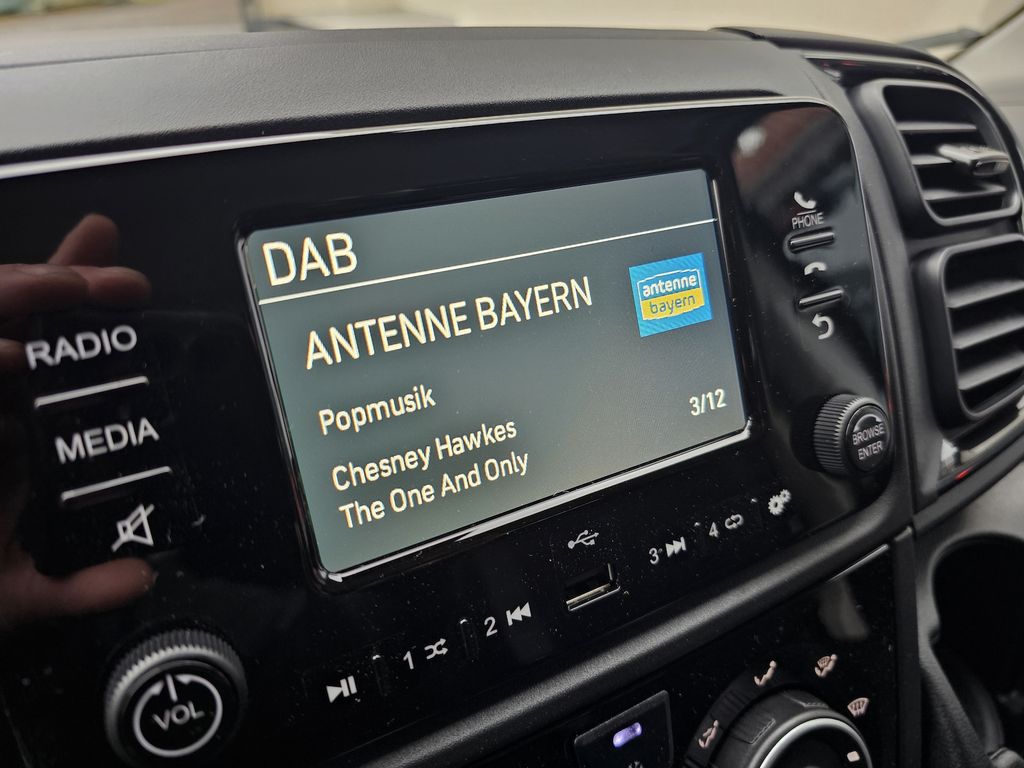 DAB
ANTENNE BAYERN
antenne
bayern
Popmusik
3/12
Chesney Hawkes
The One And Only
RADIO
MEDIA
VOL
1
2
3
4
PHONE
BROWSE
ENTER